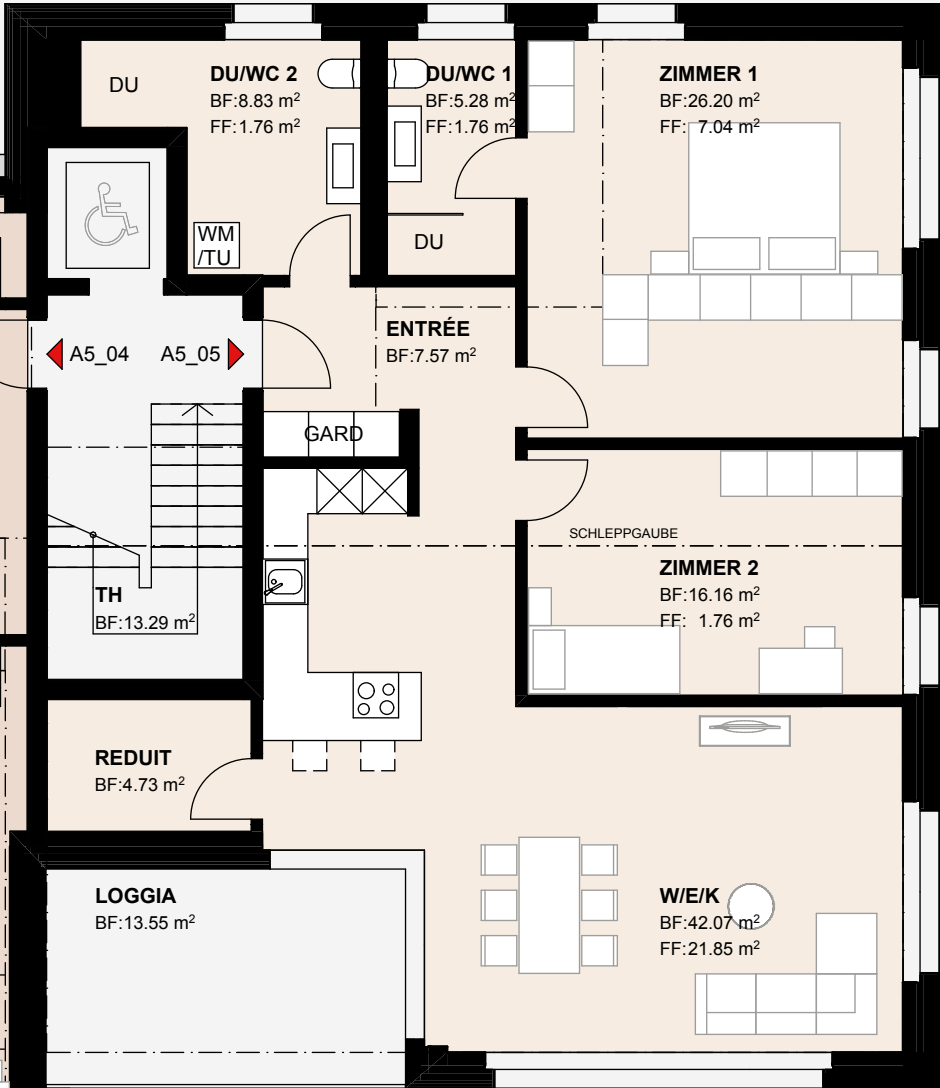 DU
DU/WC 2
BF:8.83 m²
FF:1.76 m²
DU/WC 1
BF:5.28 m²
FF:1.76 m²
ZIMMER 1
BF:26.20 m²
FF: 7.04 m²
WM
/TU
DU
ENTRÉE
BF:7.57 m²
A5_04
A5_05
GARD
SCHLEPPGAUBE
ZIMMER 2
BF:16.16 m²
FF: 1.76 m²
TH
BF:13.29 m²
REDUIT
BF:4.73 m²
LOGGIA
BF:13.55 m²
W/E/K
BF:42.07 m²
FF:21.85 m²